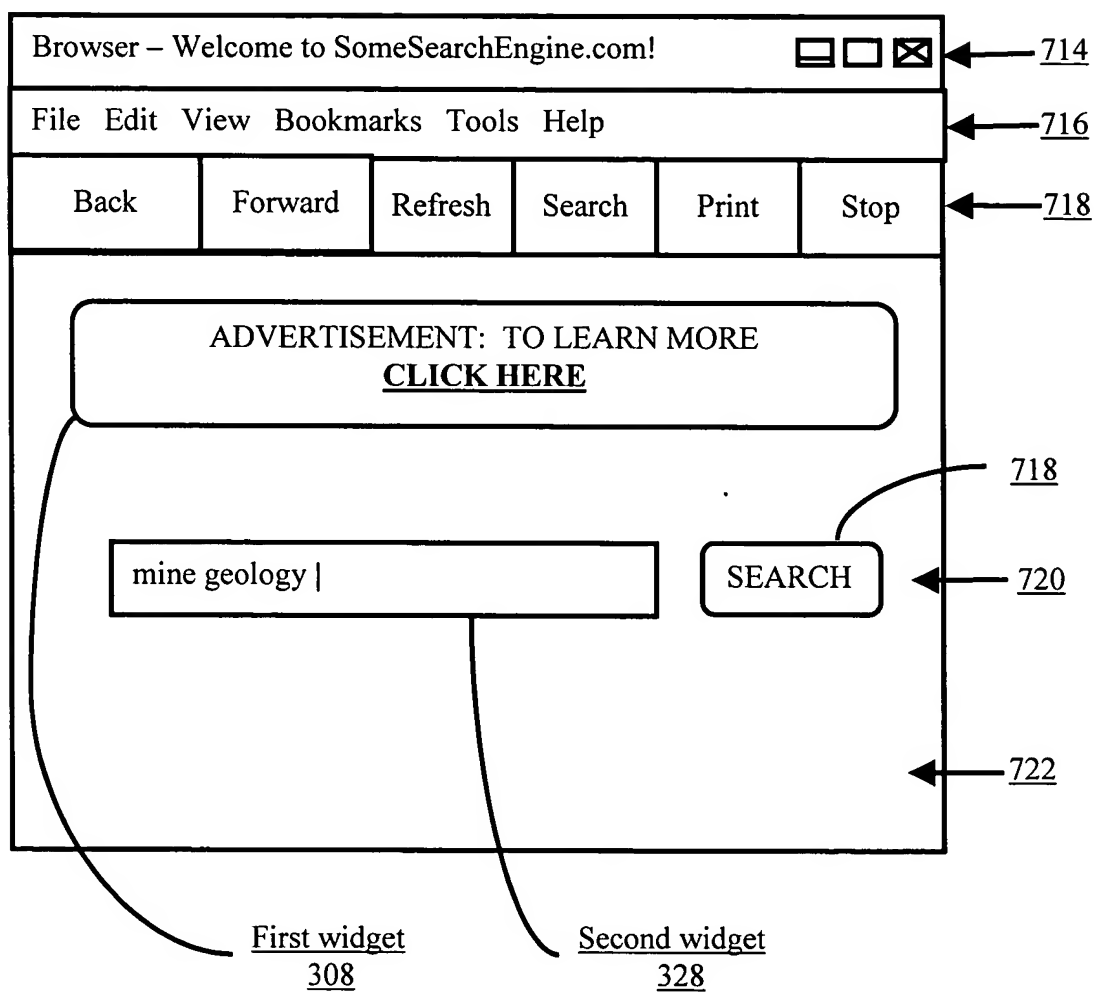 Browser – Welcome to SomeSearchEngine.com!
714
File Edit View Bookmarks Tools Help
716
Back Forward Refresh Search Print Stop
718
ADVERTISEMENT: TO LEARN MORE
CLICK HERE
718
mine geology |
SEARCH
720
722
First widget
308
Second widget
328